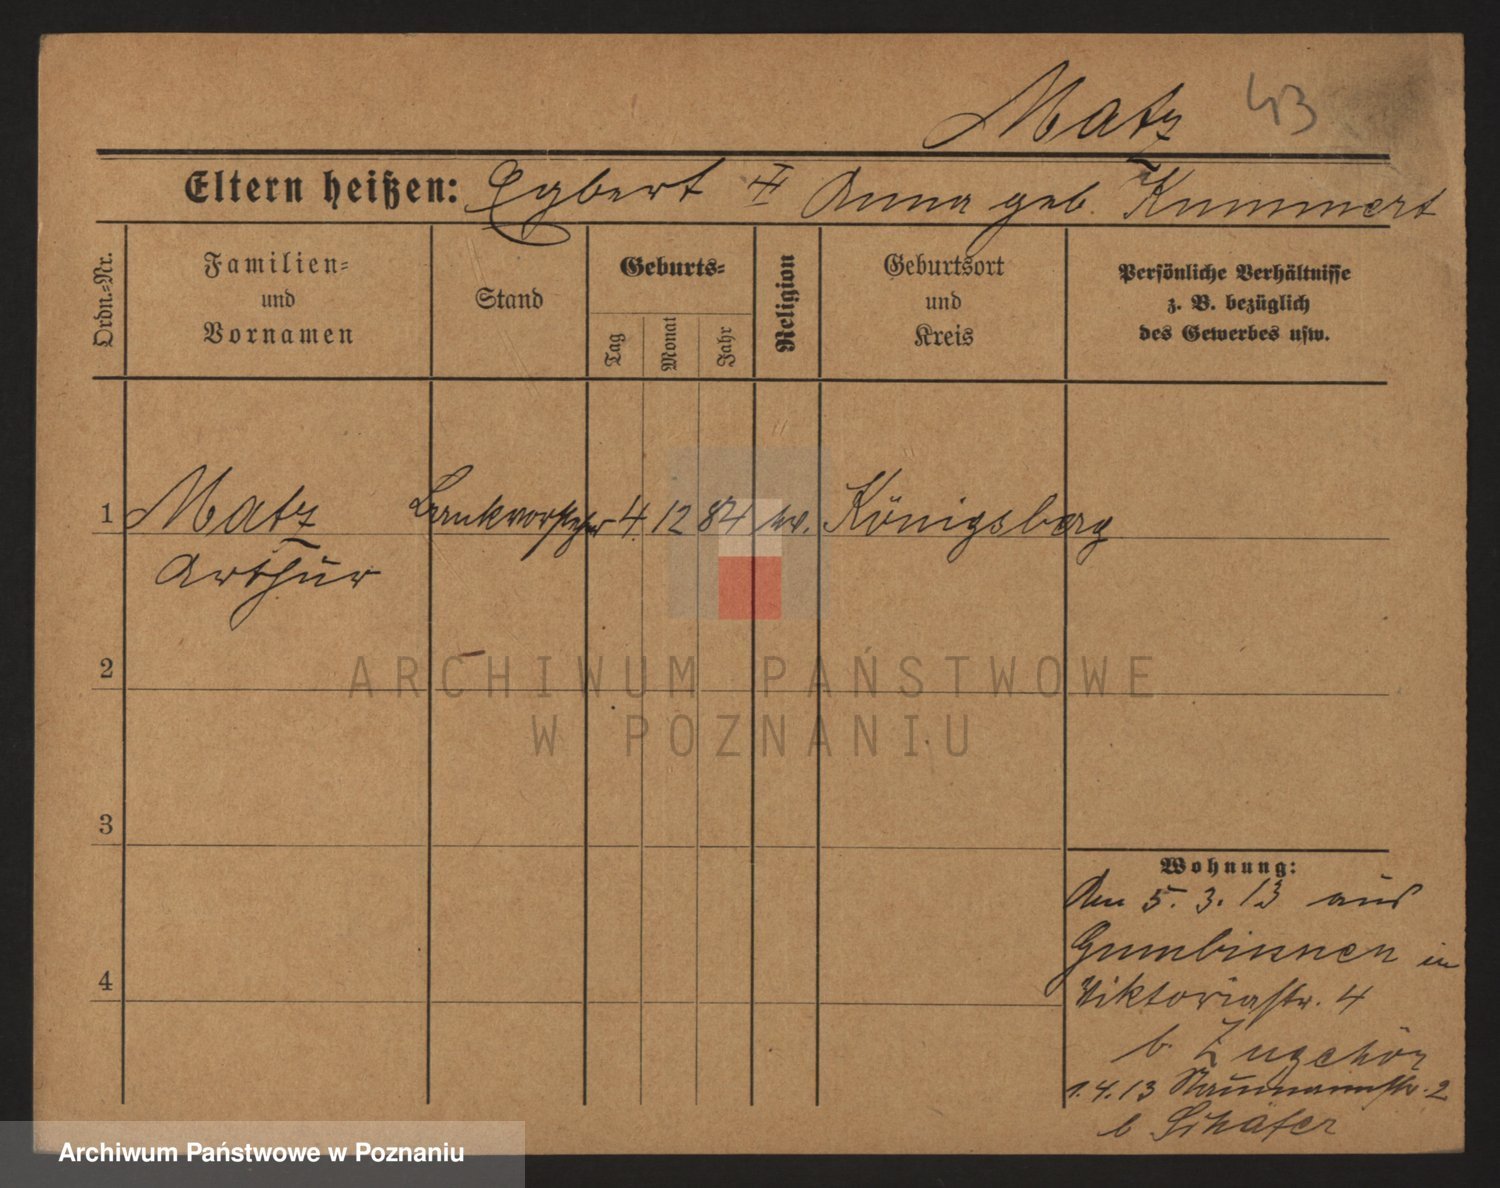 Matz 43
Eltern heißen: Egbert u Anna geb. Kummert
Ordn.-Nr.
Familien-
und
Vornamen
Stand
Geburts-
Tag
Monat
Jahr
Religion
Geburtsort
und
Kreis
Persönliche Verhältnisse
z. B. bezüglich
des Gewerbes usw.
1 Matz Bankvorsteher 4. 12 84 ev. Königsberg
Arthur
2
3
4
Wohnung:
Am 5. 3. 13 aus
Gumbinnen in
Viktoriastr. 4
b. Zugehör
1. 4. 13 Naumannstr. 2
b Schäfer
ARCHIWUM PAŃSTWOWE
W POZNANIU
Archiwum Państwowe w Poznaniu